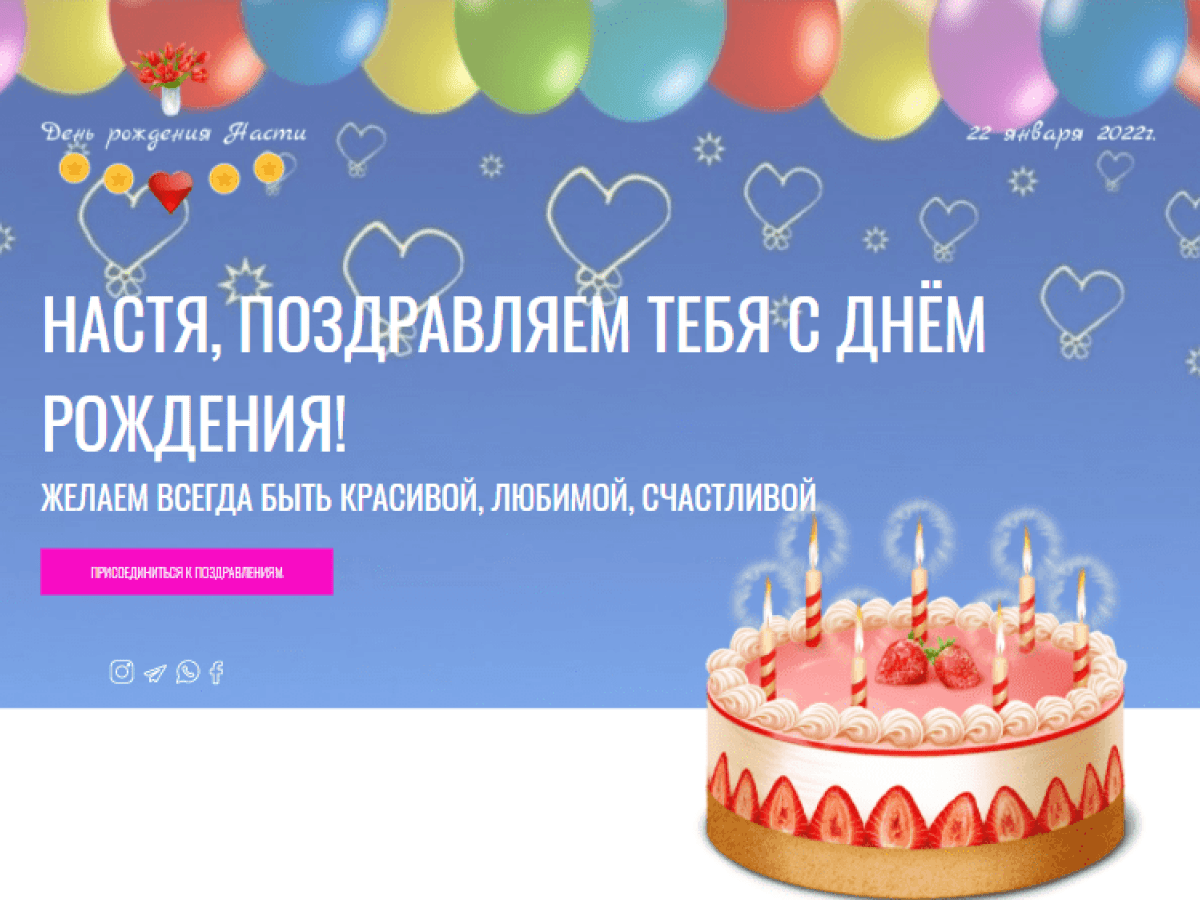 День рождения Насти
22 января 2022г.
НАСТЯ, ПОЗДРАВЛЯЕМ ТЕБЯ С ДНЁМ
РОЖДЕНИЯ!
ЖЕЛАЕМ ВСЕГДА БЫТЬ КРАСИВОЙ, ЛЮБИМОЙ, СЧАСТЛИВОЙ
ПРИСОЕДИНИТЬСЯ К ПОЗДРАВЛЕНИЯМ.